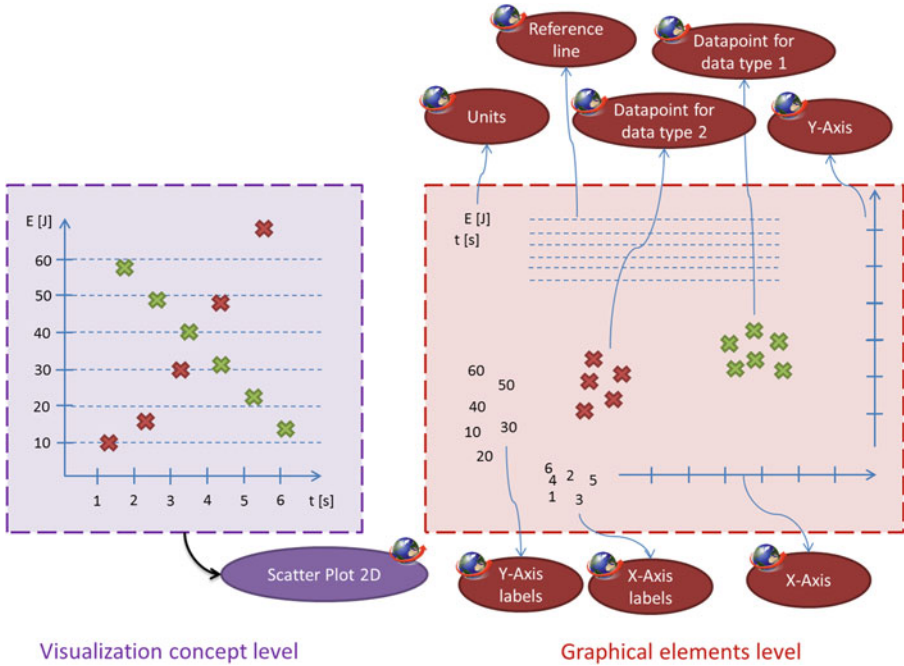 Reference
line
Datapoint for
data type 1
Units
Datapoint for
data type 2
Y-Axis
E [J]
60
50
40
30
20
10
1 2 3 4 5 6 t [s]
E [J]
t [s]
60
50
40
10
30
20
6
4
2
5
1
3
Scatter Plot 2D
Y-Axis
labels
X-Axis
labels
X-Axis
Visualization concept level
Graphical elements level